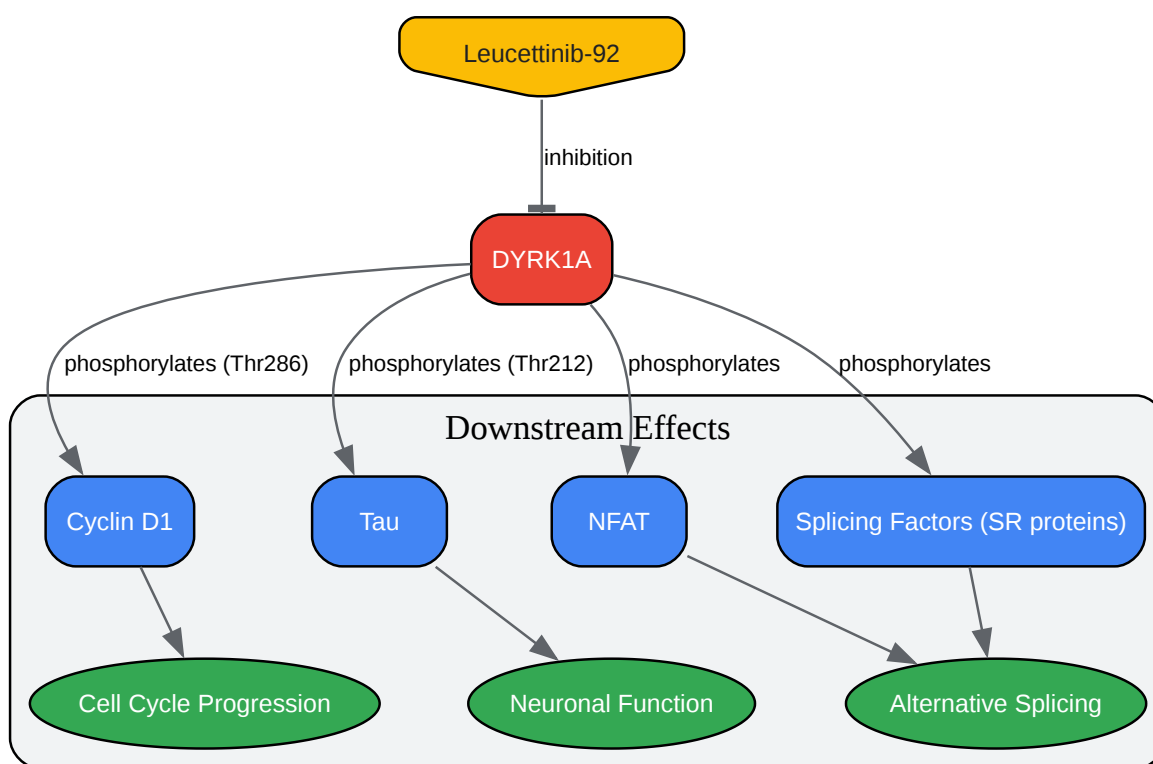 Leucettinib-92
inhibition
DYRK1A
phosphorylates (Thr286)
phosphorylates (Thr212)
phosphorylates
phosphorylates
Downstream Effects
Cyclin D1
Tau
NFAT
Splicing Factors (SR proteins)
Cell Cycle Progression
Neuronal Function
Alternative Splicing